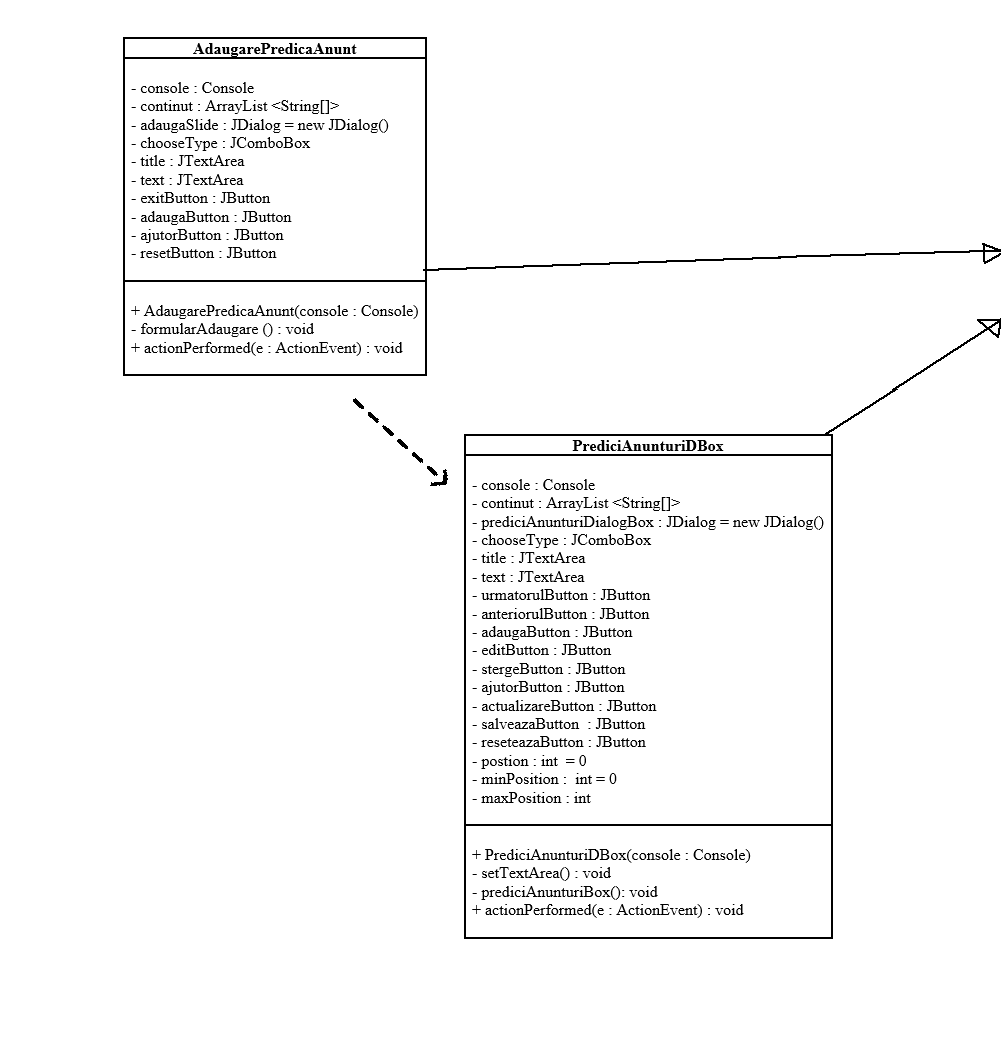 AdaugarePredicaAnunt
- console : Console
- continut : ArrayList <String[]>
- adaugaSlide : JDialog = new JDialog()
- chooseType : JComboBox
- title : JTextArea
- text : JTextArea
- exitButton : JButton
- adaugaButton : JButton
- ajutorButton : JButton
- resetButton : JButton
+ AdaugarePredicaAnunt(console : Console)
- formularAdaugare () : void
+ actionPerformed(e : ActionEvent) : void
PrediciAnunturiDBox
- console : Console
- continut : ArrayList <String[]>
- prediciAnunturiDialogBox : JDialog = new JDialog()
- chooseType : JComboBox
- title : JTextArea
- text : JTextArea
- urmatorulButton : JButton
- anteriorulButton : JButton
- adaugaButton : JButton
- editButton : JButton
- stergeButton : JButton
- ajutorButton : JButton
- actualizareButton : JButton
- salveazaButton  : JButton
- reseteazaButton : JButton
- postion : int  = 0
- minPosition :  int = 0
- maxPosition : int
+ PrediciAnunturiDBox(console : Console)
- setTextArea() : void
- prediciAnunturiBox(): void
+ actionPerformed(e : ActionEvent) : void